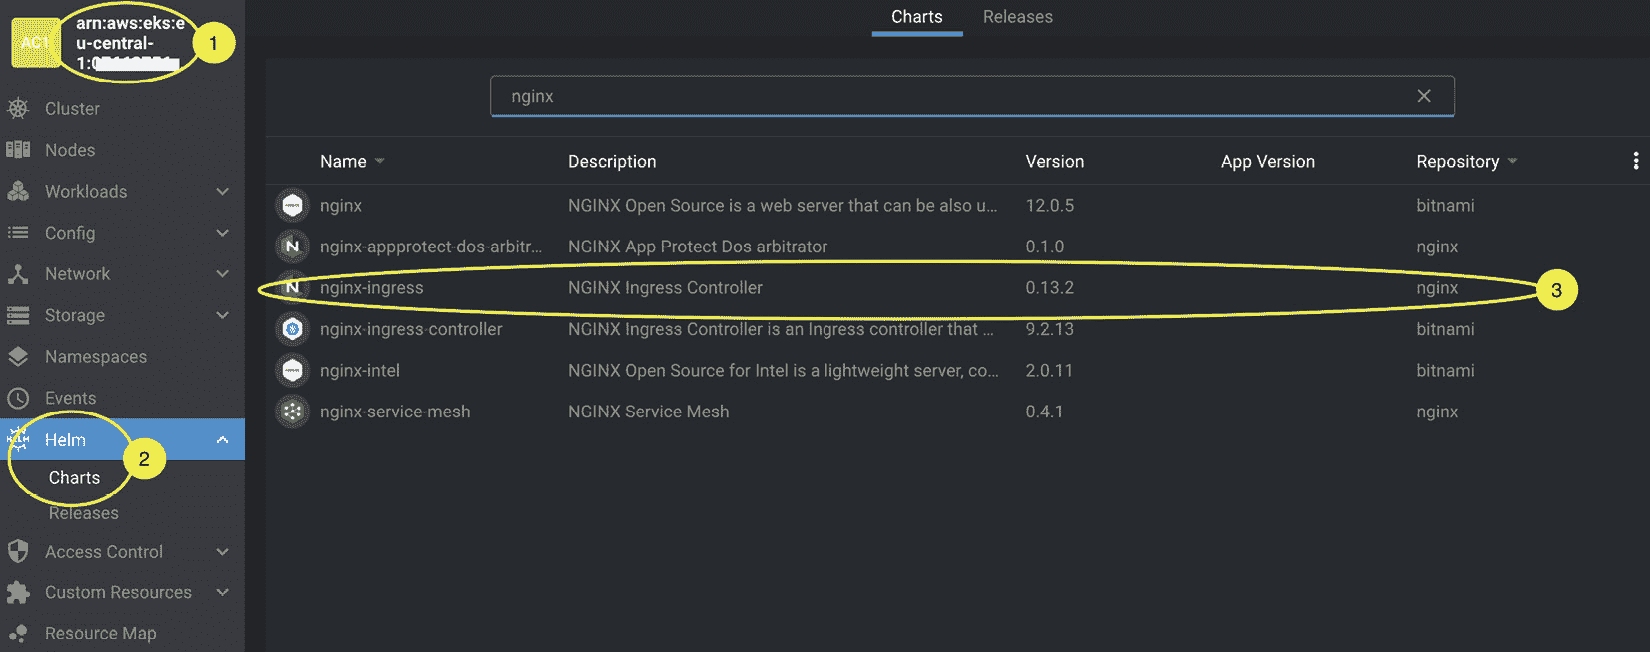 arn:aws:eks:e
u-central-
1:0
1
Cluster
Nodes
Workloads
Config
Network
Storage
Namespaces
Events
Helm
2
Charts
Releases
Access Control
Custom Resources
Resource Map
Charts Releases
nginx
Name Description Version App Version Repository
nginx NGINX Open Source is a web server that can be also u... 12.0.5 bitnami
nginx-appprotect-dos-arbitr... NGINX App Protect Dos arbitrator 0.1.0 nginx
nginx-ingress NGINX Ingress Controller 0.13.2 nginx 3
nginx-ingress-controller NGINX Ingress Controller is an Ingress controller that ... 9.2.13 bitnami
nginx-intel NGINX Open Source for Intel is a lightweight server, co... 2.0.11 bitnami
nginx-service-mesh NGINX Service Mesh 0.4.1 nginx